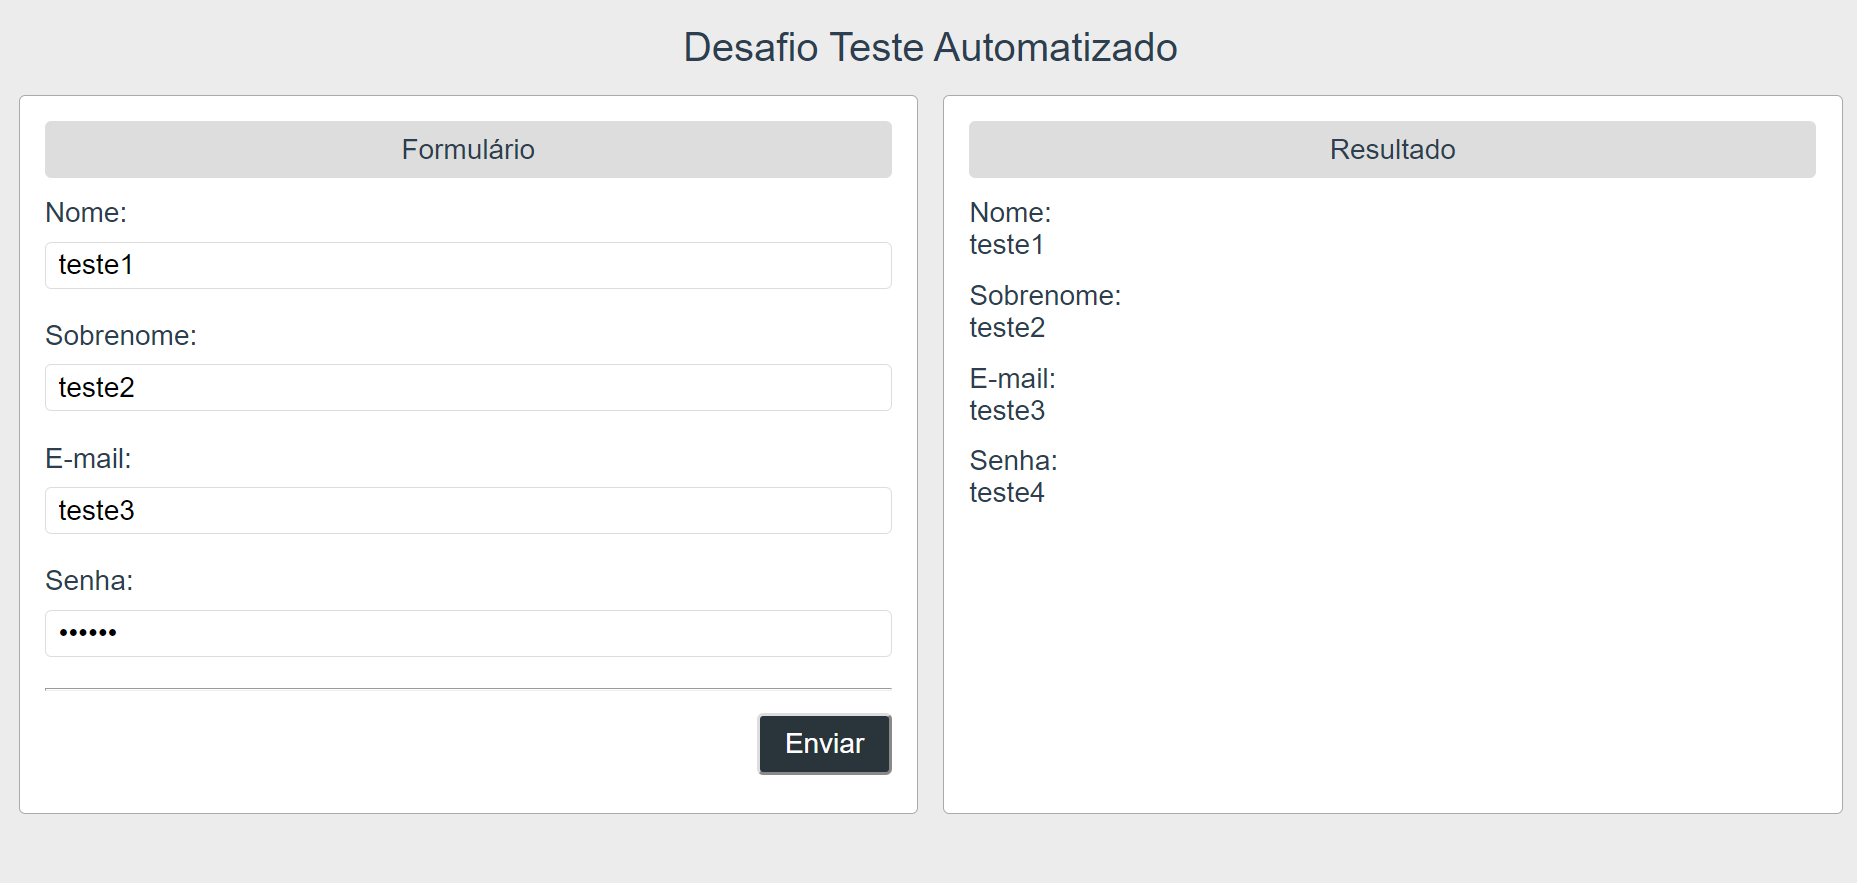 Desafio Teste Automatizado
Formulário
Nome:
teste1
Sobrenome:
teste2
E-mail:
teste3
Senha:
••••••
Enviar
Resultado
Nome:
teste1
Sobrenome:
teste2
E-mail:
teste3
Senha:
teste4